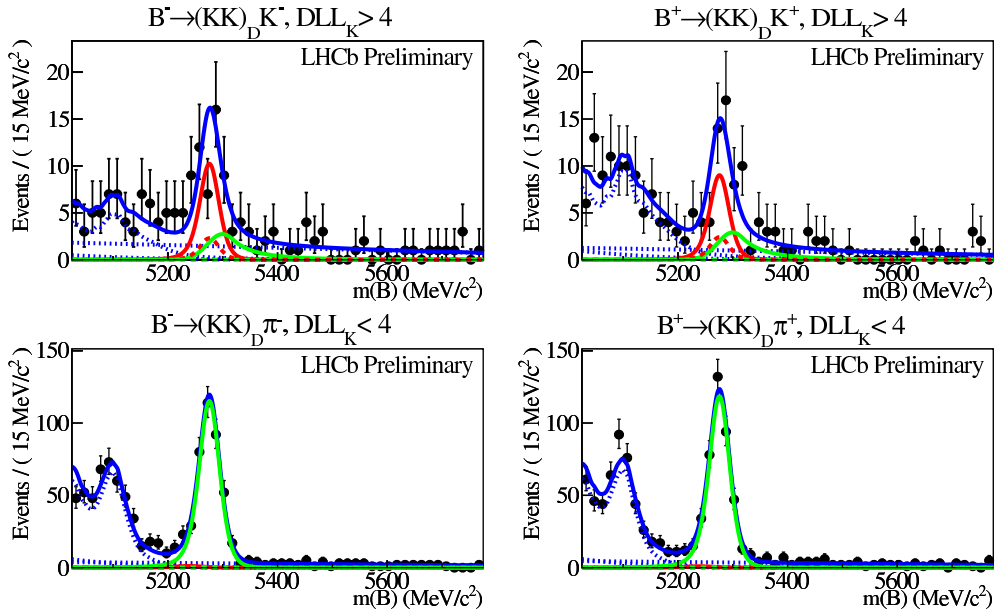 B⁻→(KK)_D K⁻, DLL_K > 4
LHCb Preliminary
Events / ( 15 MeV/c² )
20
15
10
5
0
5200 5400 5600
m(B) (MeV/c²)
B⁺→(KK)_D K⁺, DLL_K > 4
LHCb Preliminary
Events / ( 15 MeV/c² )
20
15
10
5
0
5200 5400 5600
m(B) (MeV/c²)
B⁻→(KK)_D π⁻, DLL_K < 4
LHCb Preliminary
Events / ( 15 MeV/c² )
150
100
50
0
5200 5400 5600
m(B) (MeV/c²)
B⁺→(KK)_D π⁺, DLL_K < 4
LHCb Preliminary
Events / ( 15 MeV/c² )
150
100
50
0
5200 5400 5600
m(B) (MeV/c²)